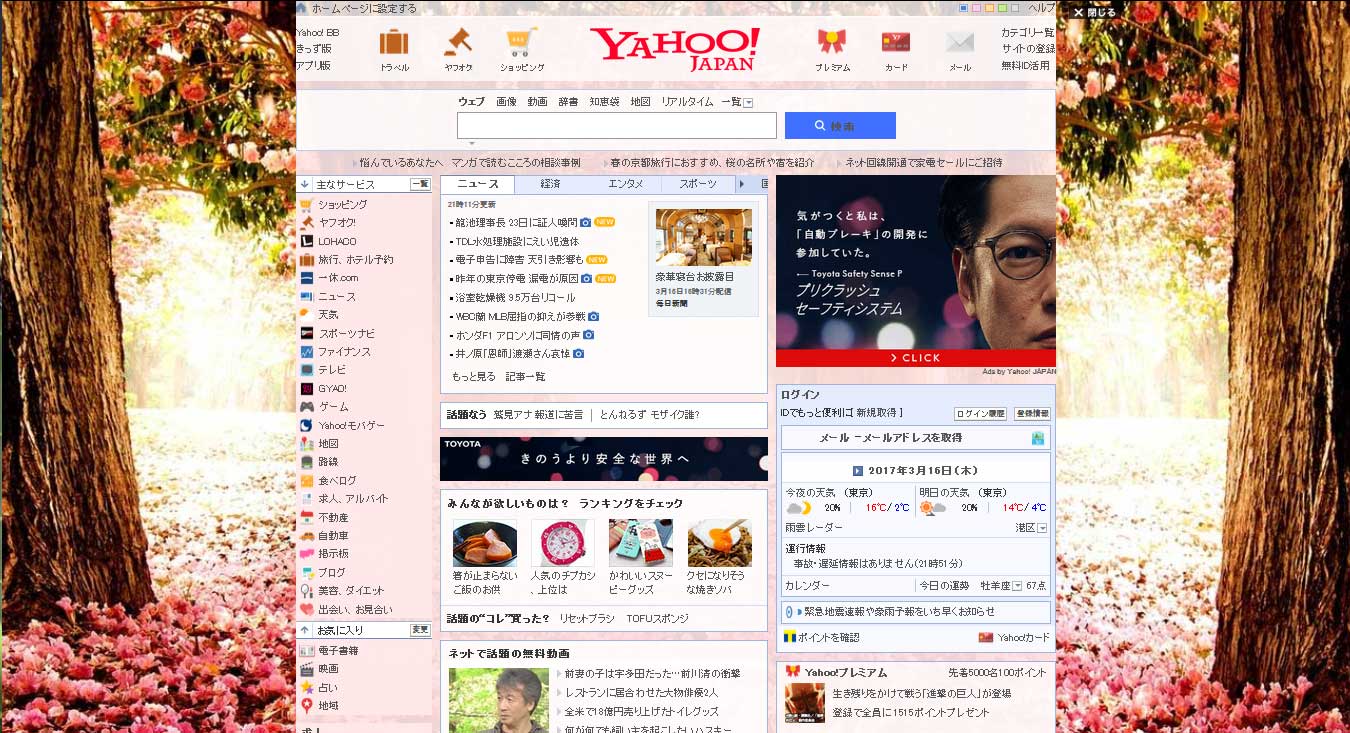 ホームページに設定する
ヘルプ
✕ 閉じる
Yahoo! BB
きっず版
アプリ版
トラベル
ヤフオク
ショッピング
YAHOO!
JAPAN
プレミアム
カード
メール
カテゴリ一覧
サイトの登録
無料ID活用
ウェブ 画像 動画 辞書 知恵袋 地図 リアルタイム 一覧
検索
悩んでいるあなたへ マンガで読むこころの相談事例
春の京都旅行におすすめ、桜の名所や宿を紹介
ネット回線開通で家電セールにご招待
主なサービス 一覧
ショッピング
ヤフオク!
LOHACO
旅行、ホテル予約
一休.com
ニュース
天気
スポーツナビ
ファイナンス
テレビ
GYAO!
ゲーム
Yahoo!モバゲー
地図
路線
食べログ
求人、アルバイト
不動産
自動車
掲示板
ブログ
美容、ダイエット
出会い、お見合い
お気に入り 変更
電子書籍
映画
占い
地域
ニュース 経済 エンタメ スポーツ
21時11分更新
籠池理事長 23日に証人喚問 NEW
TDL水処理施設にえい児遺体
電子申告に障害 天引き影響も NEW
昨年の東京停電 漏電が原因 NEW
浴室乾燥機 9.5万台リコール
WBC蘭 MLB屈指の抑えが参戦
ホンダF1 アロンソに同情の声
井ノ原「恩師」渡瀬さん哀悼
もっと見る 記事一覧
豪華寝台お披露目
3月16日18時31分配信
毎日新聞
話題なう 鷲見アナ 報道に苦言 | とんねるず モザイク誰?
TOYOTA
きのうより安全な世界へ
みんなが欲しいものは? ランキングをチェック
箸が止まらない
ご飯のお供
人気のチプカシ
、上位は
かわいいスヌー
ピーグッズ
クセになりそう
な焼きソバ
話題の“コレ”買った? リセットブラシ TOFUスポンジ
ネットで話題の無料動画
前妻の子は宇多田だった…前川清の衝撃
レストランに居合わせた大物俳優2人
全米で18億円売り上げたトイレグッズ
何が何でも飼い主を起こしたいハスキー
気がつくと私は、
「自動ブレーキ」の開発に
参加していた。
— Toyota Safety Sense P
プリクラッシュ
セーフティシステム
> CLICK
Ads by Yahoo! JAPAN
ログイン
IDでもっと便利に[ 新規取得 ]
ログイン履歴 登録情報
メール －メールアドレスを取得
2017年3月16日(木)
今夜の天気 (東京)
20% 16℃/2℃
明日の天気 (東京)
20% 14℃/4℃
雨雲レーダー 港区
運行情報
事故・遅延情報はありません(21時51分)
カレンダー 今日の運勢 牡羊座 67点
緊急地震速報や豪雨予報をいち早くお知らせ
ポイントを確認 Yahoo!カード
Yahoo!プレミアム 先着5000名100ポイント
生き残りをかけて戦う「進撃の巨人」が登場
登録で全員に1515ポイントプレゼント